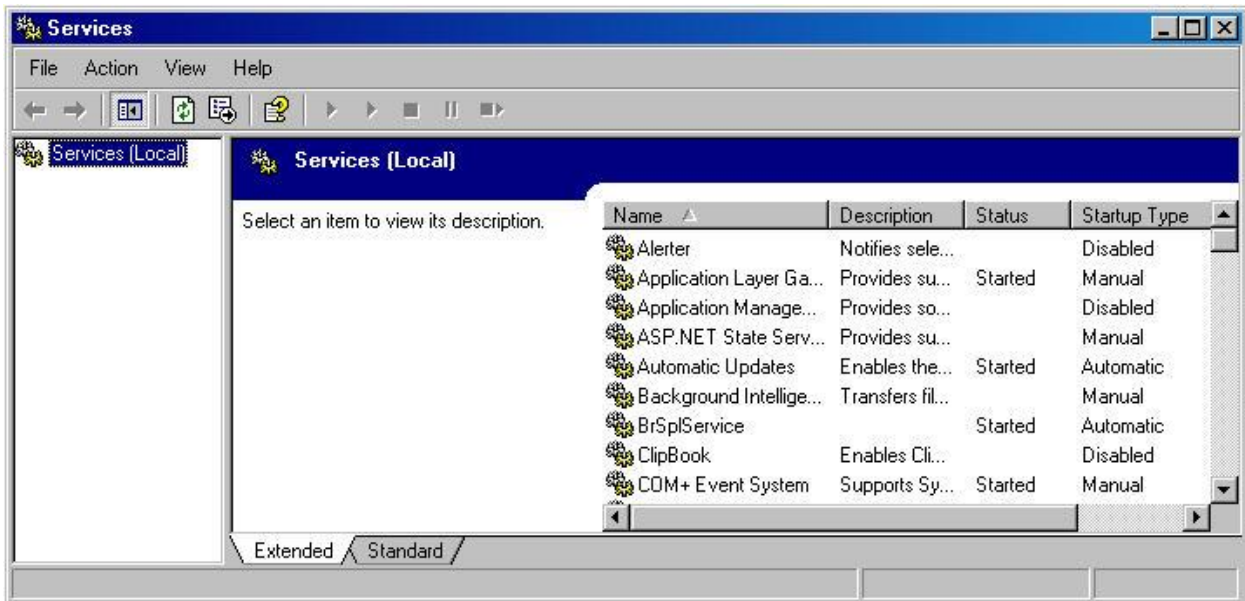 Services
File Action View Help
Services (Local)
Services (Local)
Select an item to view its description.
Name Description Status Startup Type
Alerter Notifies sele... Disabled
Application Layer Ga... Provides su... Started Manual
Application Manage... Provides so... Disabled
ASP.NET State Serv... Provides su... Manual
Automatic Updates Enables the... Started Automatic
Background Intellige... Transfers fil... Manual
BrSplService Started Automatic
ClipBook Enables Cli... Disabled
COM+ Event System Supports Sy... Started Manual
Extended Standard